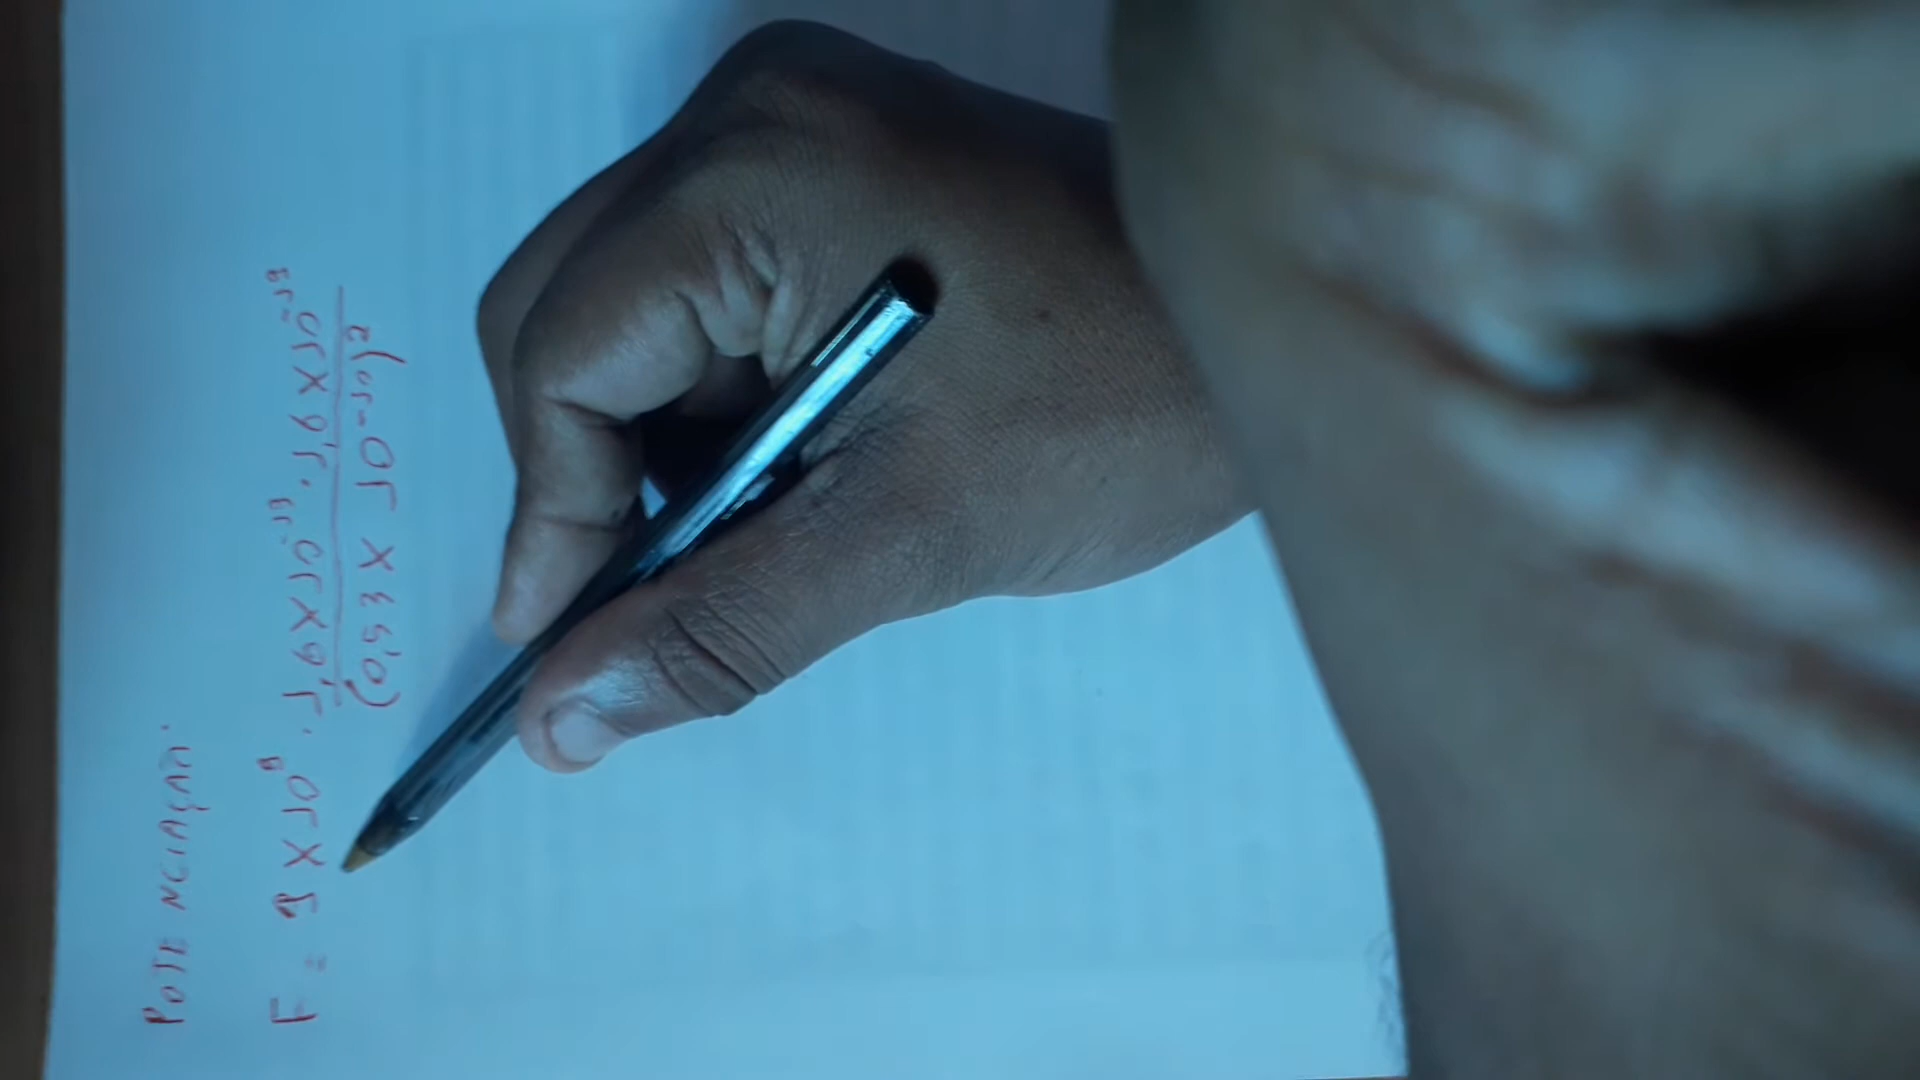 POTENCIAÇÃO.
F = 9 X 10⁹ . 1,6 X 10⁻¹⁹ . 1,6 X 10⁻¹⁹
(0,53 X 10⁻¹⁰)²